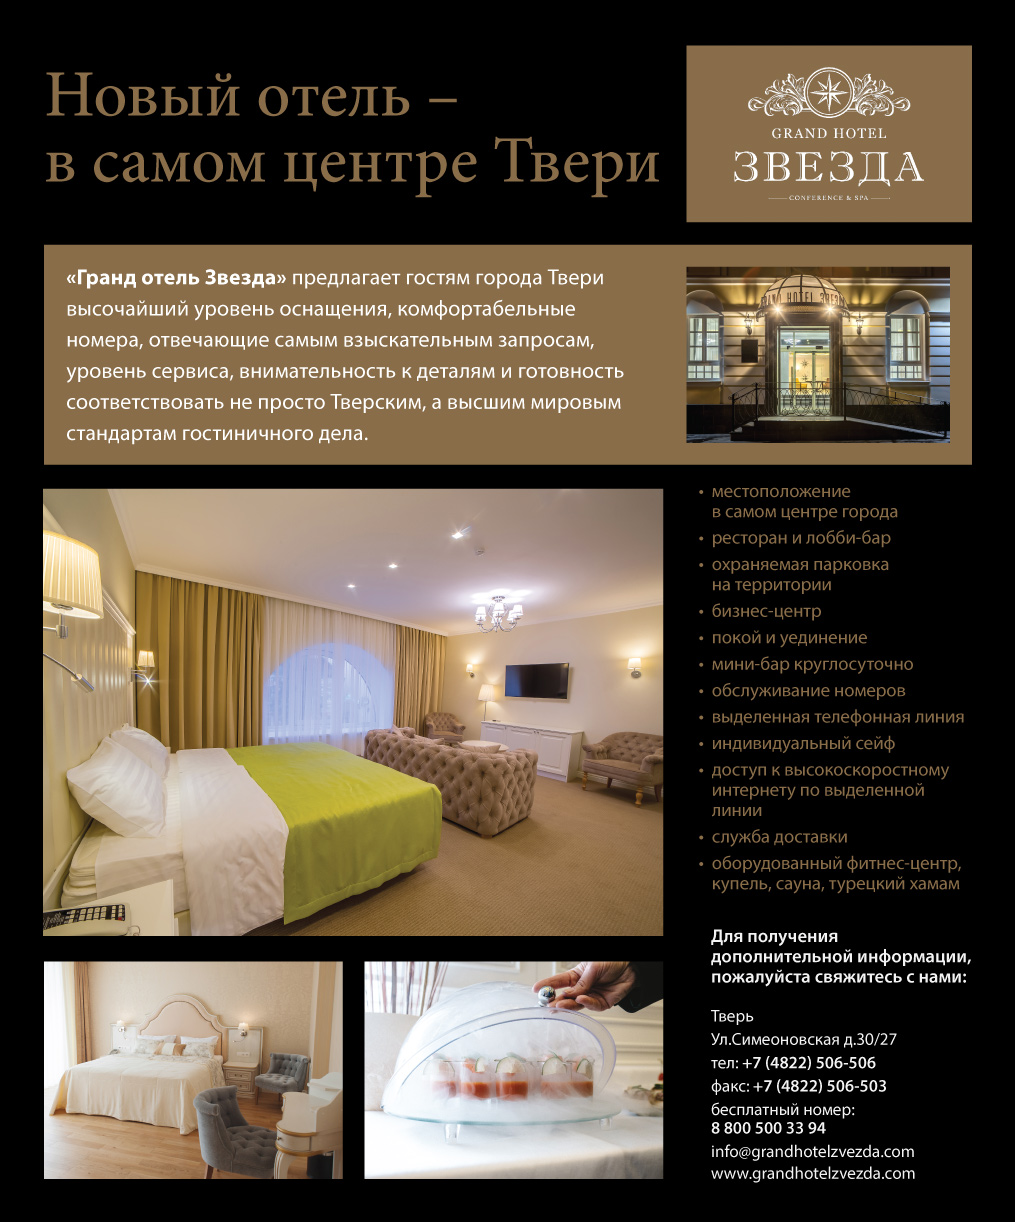 Новый отель –
в самом центре Твери
GRAND HOTEL
ЗВЕЗДА
CONFERENCE & SPA
«Гранд отель Звезда» предлагает гостям города Твери
высочайший уровень оснащения, комфортабельные
номера, отвечающие самым взыскательным запросам,
уровень сервиса, внимательность к деталям и готовность
соответствовать не просто Тверским, а высшим мировым
стандартам гостиничного дела.
GRAND HOTEL ЗВЕЗДА
• местоположение
в самом центре города
• ресторан и лобби-бар
• охраняемая парковка
на территории
• бизнес-центр
• покой и уединение
• мини-бар круглосуточно
• обслуживание номеров
• выделенная телефонная линия
• индивидуальный сейф
• доступ к высокоскоростному
интернету по выделенной
линии
• служба доставки
• оборудованный фитнес-центр,
купель, сауна, турецкий хамам
Для получения
дополнительной информации,
пожалуйста свяжитесь с нами:
Тверь
Ул.Симеоновская д.30/27
тел: +7 (4822) 506-506
факс: +7 (4822) 506-503
бесплатный номер:
8 800 500 33 94
info@grandhotelzvezda.com
www.grandhotelzvezda.com